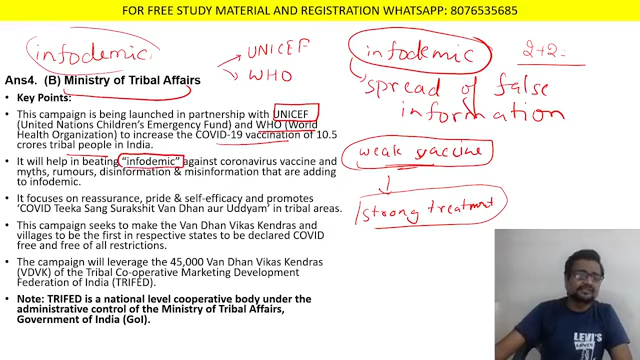 FOR FREE STUDY MATERIAL AND REGISTRATION WHATSAPP: 8076535685
infodemic
UNICEF
WHO
Ans4. (B) Ministry of Tribal Affairs
• Key Points:
• This campaign is being launched in partnership with UNICEF
(United Nations Children's Emergency Fund) and WHO (World
Health Organization) to increase the COVID-19 vaccination of 10.5
crores tribal people in India.
• It will help in beating "infodemic" against coronavirus vaccine and
myths, rumours, disinformation & misinformation that are adding
to infodemic.
• It focuses on reassurance, pride & self-efficacy and promotes
'COVID Teeka Sang Surakshit Van Dhan aur Uddyam' in tribal areas.
• This campaign seeks to make the Van Dhan Vikas Kendras and
villages to be the first in respective states to be declared COVID
free and free of all restrictions.
• The campaign will leverage the 45,000 Van Dhan Vikas Kendras
(VDVK) of the Tribal Co-operative Marketing Development
Federation of India (TRIFED).
• Note: TRIFED is a national level cooperative body under the
administrative control of the Ministry of Tribal Affairs,
Government of India (GoI).
infodemic
2+2
spread of false
information
weak vaccine
strong treatment
LEVI'S